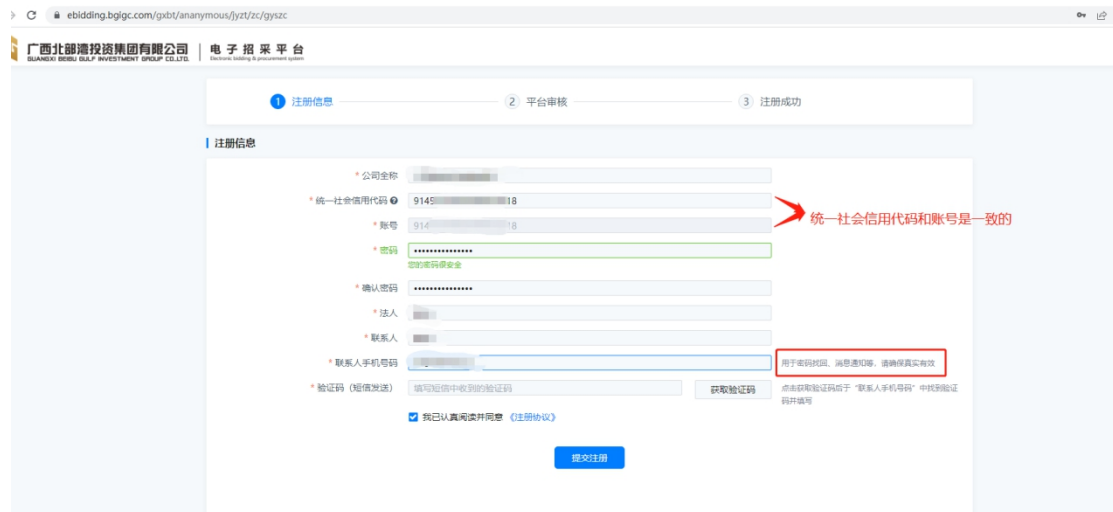 ebidding.bgigc.com/gxbt/ananymous/jyzt/zc/gyszc
广西北部湾投资集团有限公司 电子招采平台
GUANGXI BEIBU GULF INVESTMENT GROUP CO.,LTD. Electronic bidding & procurement system
1 注册信息 2 平台审核 3 注册成功
注册信息
* 公司全称
* 统一社会信用代码 9145 18
统一社会信用代码和账号是一致的
* 账号 914 18
* 密码 •••••••••••••••
您的密码很安全
* 确认密码 •••••••••••••••
* 法人
* 联系人
* 联系人手机号码 用于密码找回、消息通知等，请确保真实有效
* 验证码（短信发送） 填写短信中收到的验证码 获取验证码 点击获取验证码后于“联系人手机号码”中找到验证
码并填写
我已认真阅读并同意 《注册协议》
提交注册